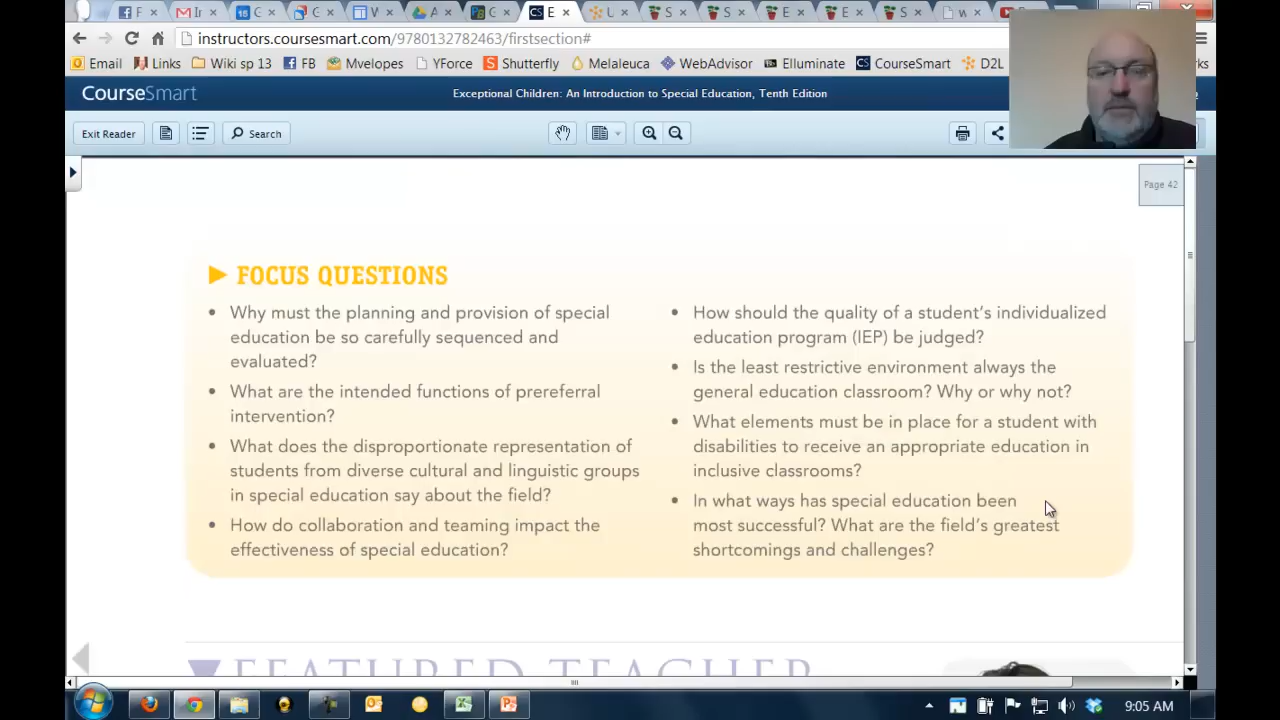 F
In
18 C
C
W
A
C
CS E
U
S
S
E
E
S
w
instructors.coursesmart.com/9780132782463/firstsection#
Email Links Wiki sp 13 FB Mvelopes YForce Shutterfly Melaleuca WebAdvisor Elluminate CourseSmart D2L
CourseSmart
Exceptional Children: An Introduction to Special Education, Tenth Edition
Exit Reader Search
Page 42
FOCUS QUESTIONS
• Why must the planning and provision of special
education be so carefully sequenced and
evaluated?
• What are the intended functions of prereferral
intervention?
• What does the disproportionate representation of
students from diverse cultural and linguistic groups
in special education say about the field?
• How do collaboration and teaming impact the
effectiveness of special education?
• How should the quality of a student's individualized
education program (IEP) be judged?
• Is the least restrictive environment always the
general education classroom? Why or why not?
• What elements must be in place for a student with
disabilities to receive an appropriate education in
inclusive classrooms?
• In what ways has special education been
most successful? What are the field's greatest
shortcomings and challenges?
FEATURED TEACHER
9:05 AM